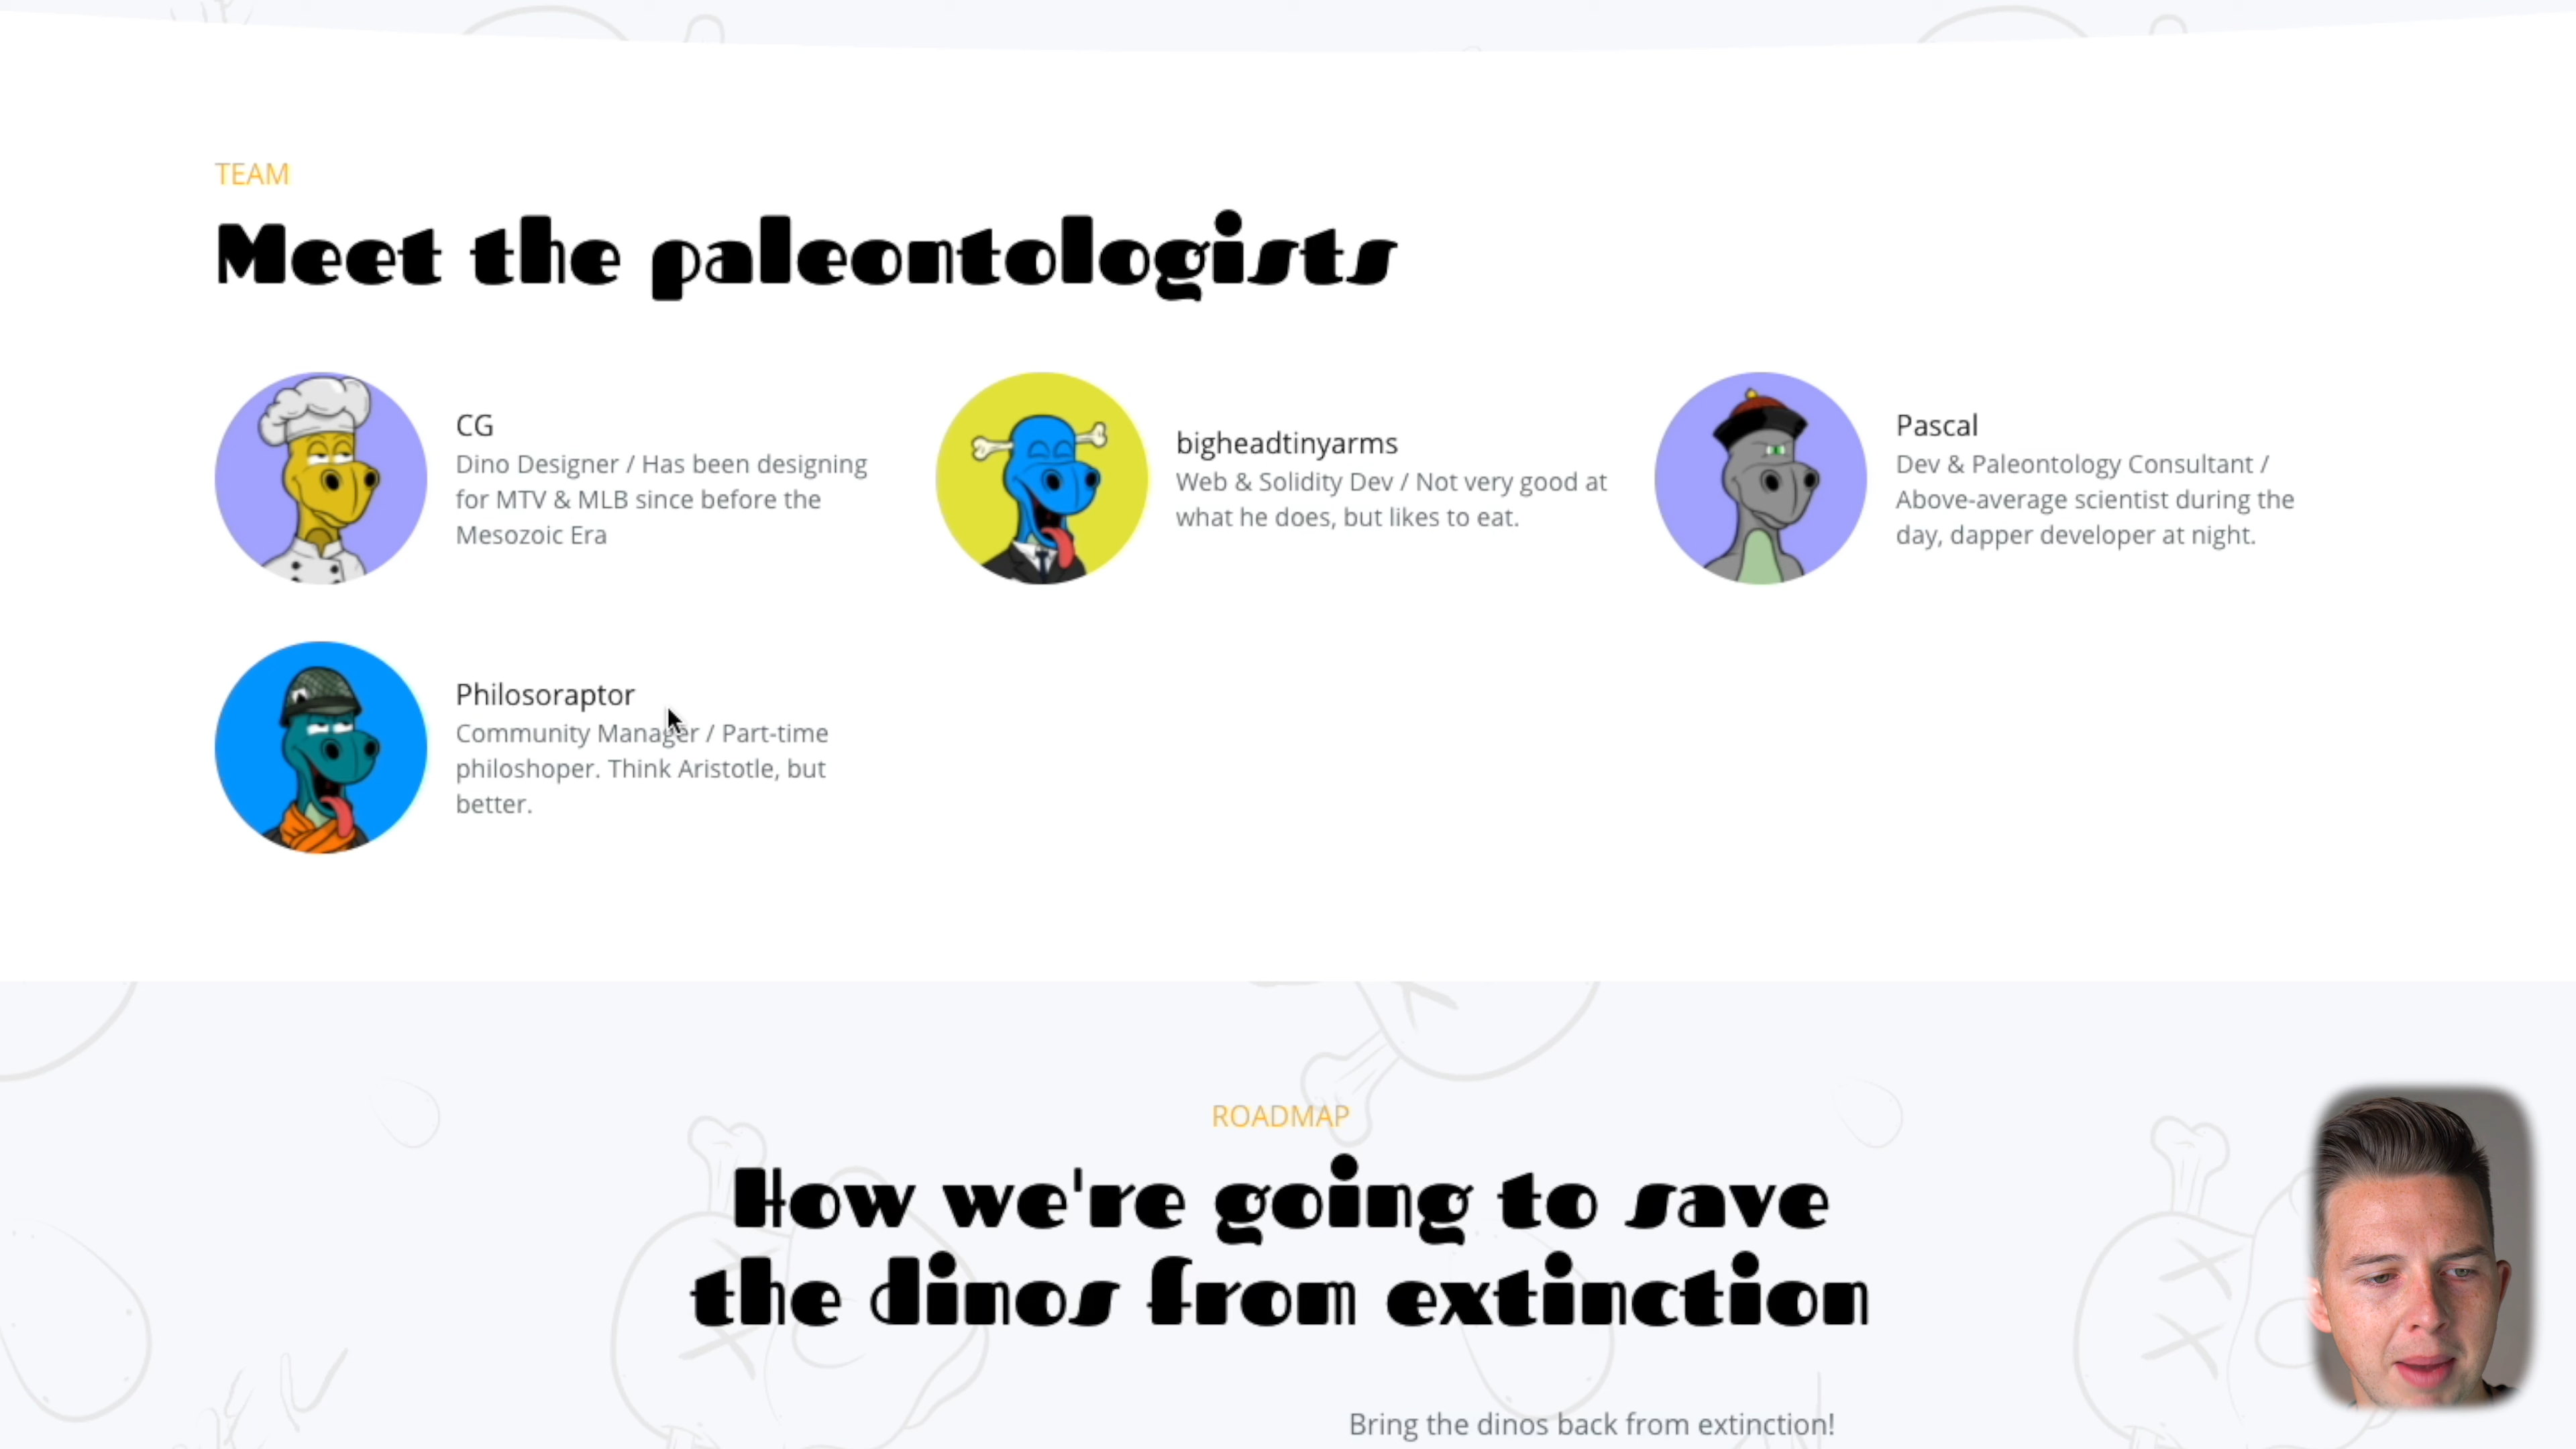 TEAM
Meet the paleontologists
CG
Dino Designer / Has been designing
for MTV & MLB since before the
Mesozoic Era
bigheadtinyarms
Web & Solidity Dev / Not very good at
what he does, but likes to eat.
Pascal
Dev & Paleontology Consultant /
Above-average scientist during the
day, dapper developer at night.
Philosoraptor
Community Manager / Part-time
philoshoper. Think Aristotle, but
better.
ROADMAP
How we're going to save
the dinos from extinction
Bring the dinos back from extinction!